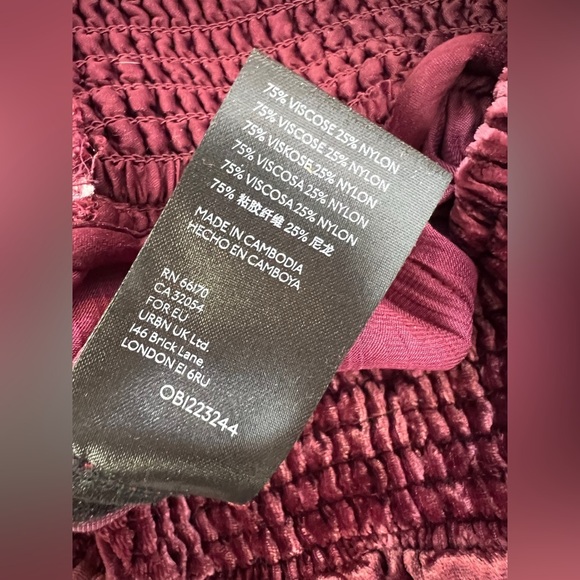 75% VISCOSE 25% NYLON
75% VISCOSE 25% NYLON
75% VISKOSE 25% NYLON
75% VISCOSA 25% NYLON
75% VISCOSA 25% NYLON
75% 粘胶纤维 25% 尼龙
MADE IN CAMBODIA
HECHO EN CAMBOYA
RN 66170
CA 32054
FOR EU
URBN UK Ltd.
146 Brick Lane,
LONDON E1 6RU
OB1223244